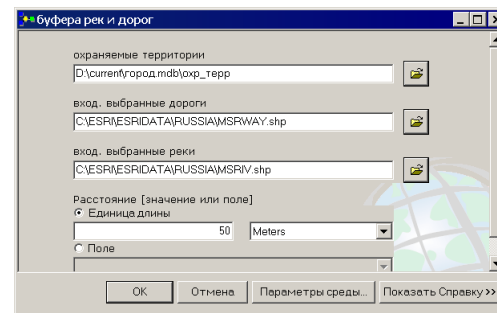 буфера рек и дорог
охраняемые территории
D:\current\город.mdb\охр_терр
вход. выбранные дороги
C:\ESRI\ESRIDATA\RUSSIA\MSRWAY.shp
вход. выбранные реки
C:\ESRI\ESRIDATA\RUSSIA\MSRIV.shp
Расстояние [значение или поле]
Единица длины
50 Meters
Поле
OK Отмена Параметры среды... Показать Справку >>